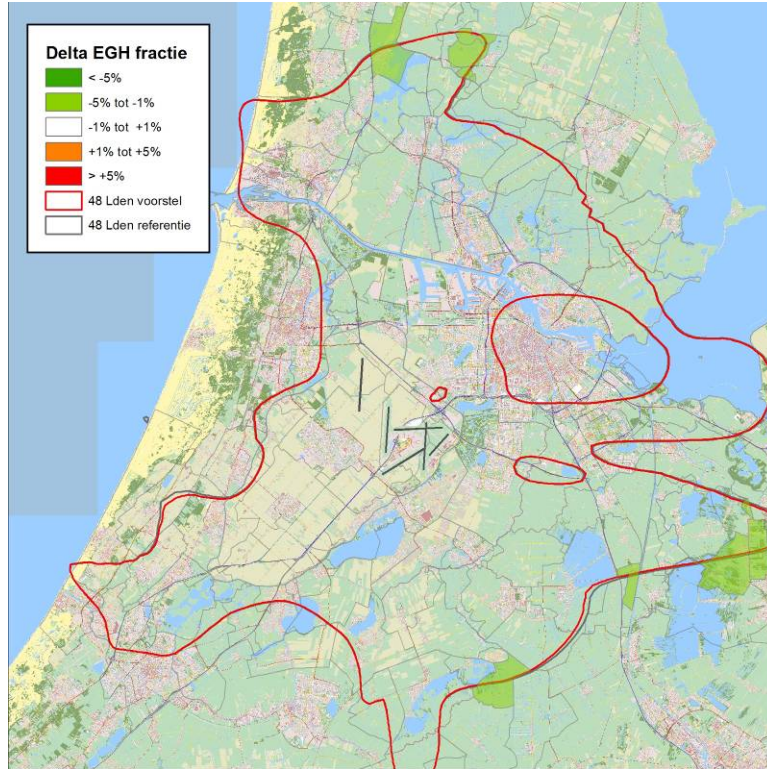 Delta EGH fractie
< -5%
-5% tot -1%
-1% tot +1%
+1% tot +5%
> +5%
48 Lden voorstel
48 Lden referentie